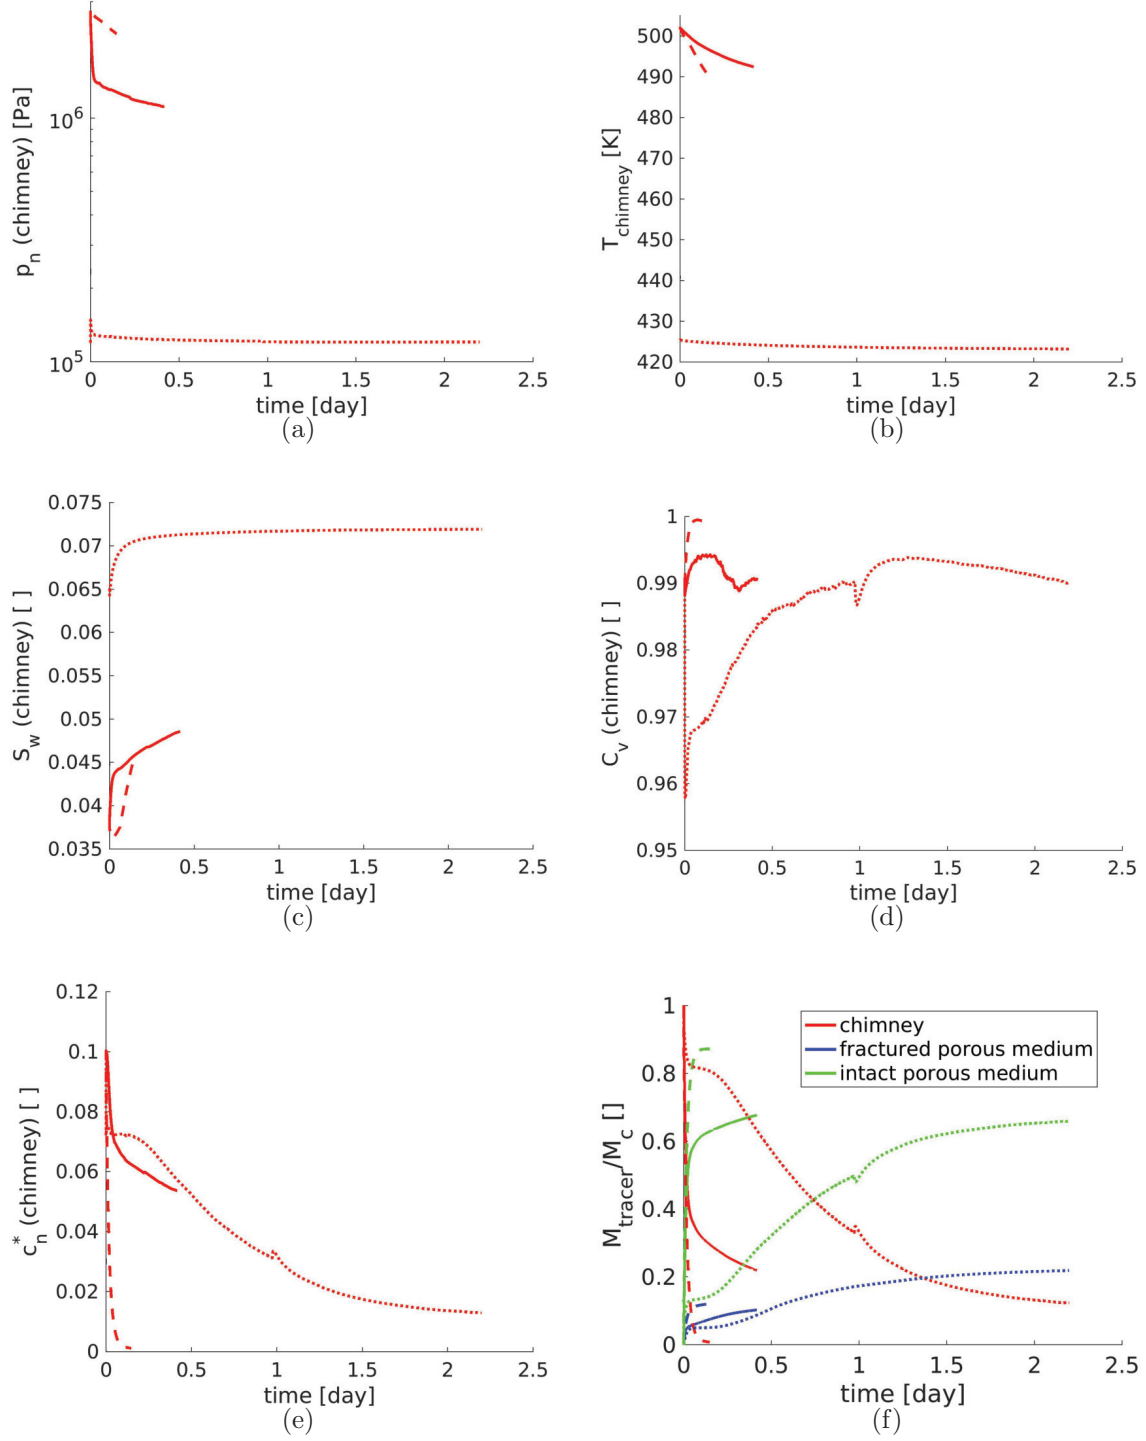 p_n (chimney) [Pa]
10^6
10^5
0 0.5 1 1.5 2 2.5
time [day]
(a)
T_chimney [K]
500
490
480
470
460
450
440
430
420
0 0.5 1 1.5 2 2.5
time [day]
(b)
S_w (chimney) [ ]
0.075
0.07
0.065
0.06
0.055
0.05
0.045
0.04
0.035
0 0.5 1 1.5 2 2.5
time [day]
(c)
C_v (chimney) [ ]
1
0.99
0.98
0.97
0.96
0.95
0 0.5 1 1.5 2 2.5
time [day]
(d)
c_n^* (chimney) [ ]
0.12
0.1
0.08
0.06
0.04
0.02
0
0 0.5 1 1.5 2 2.5
time [day]
(e)
M_tracer/M_c []
1
0.8
0.6
0.4
0.2
0
chimney
fractured porous medium
intact porous medium
0 0.5 1 1.5 2 2.5
time [day]
(f)